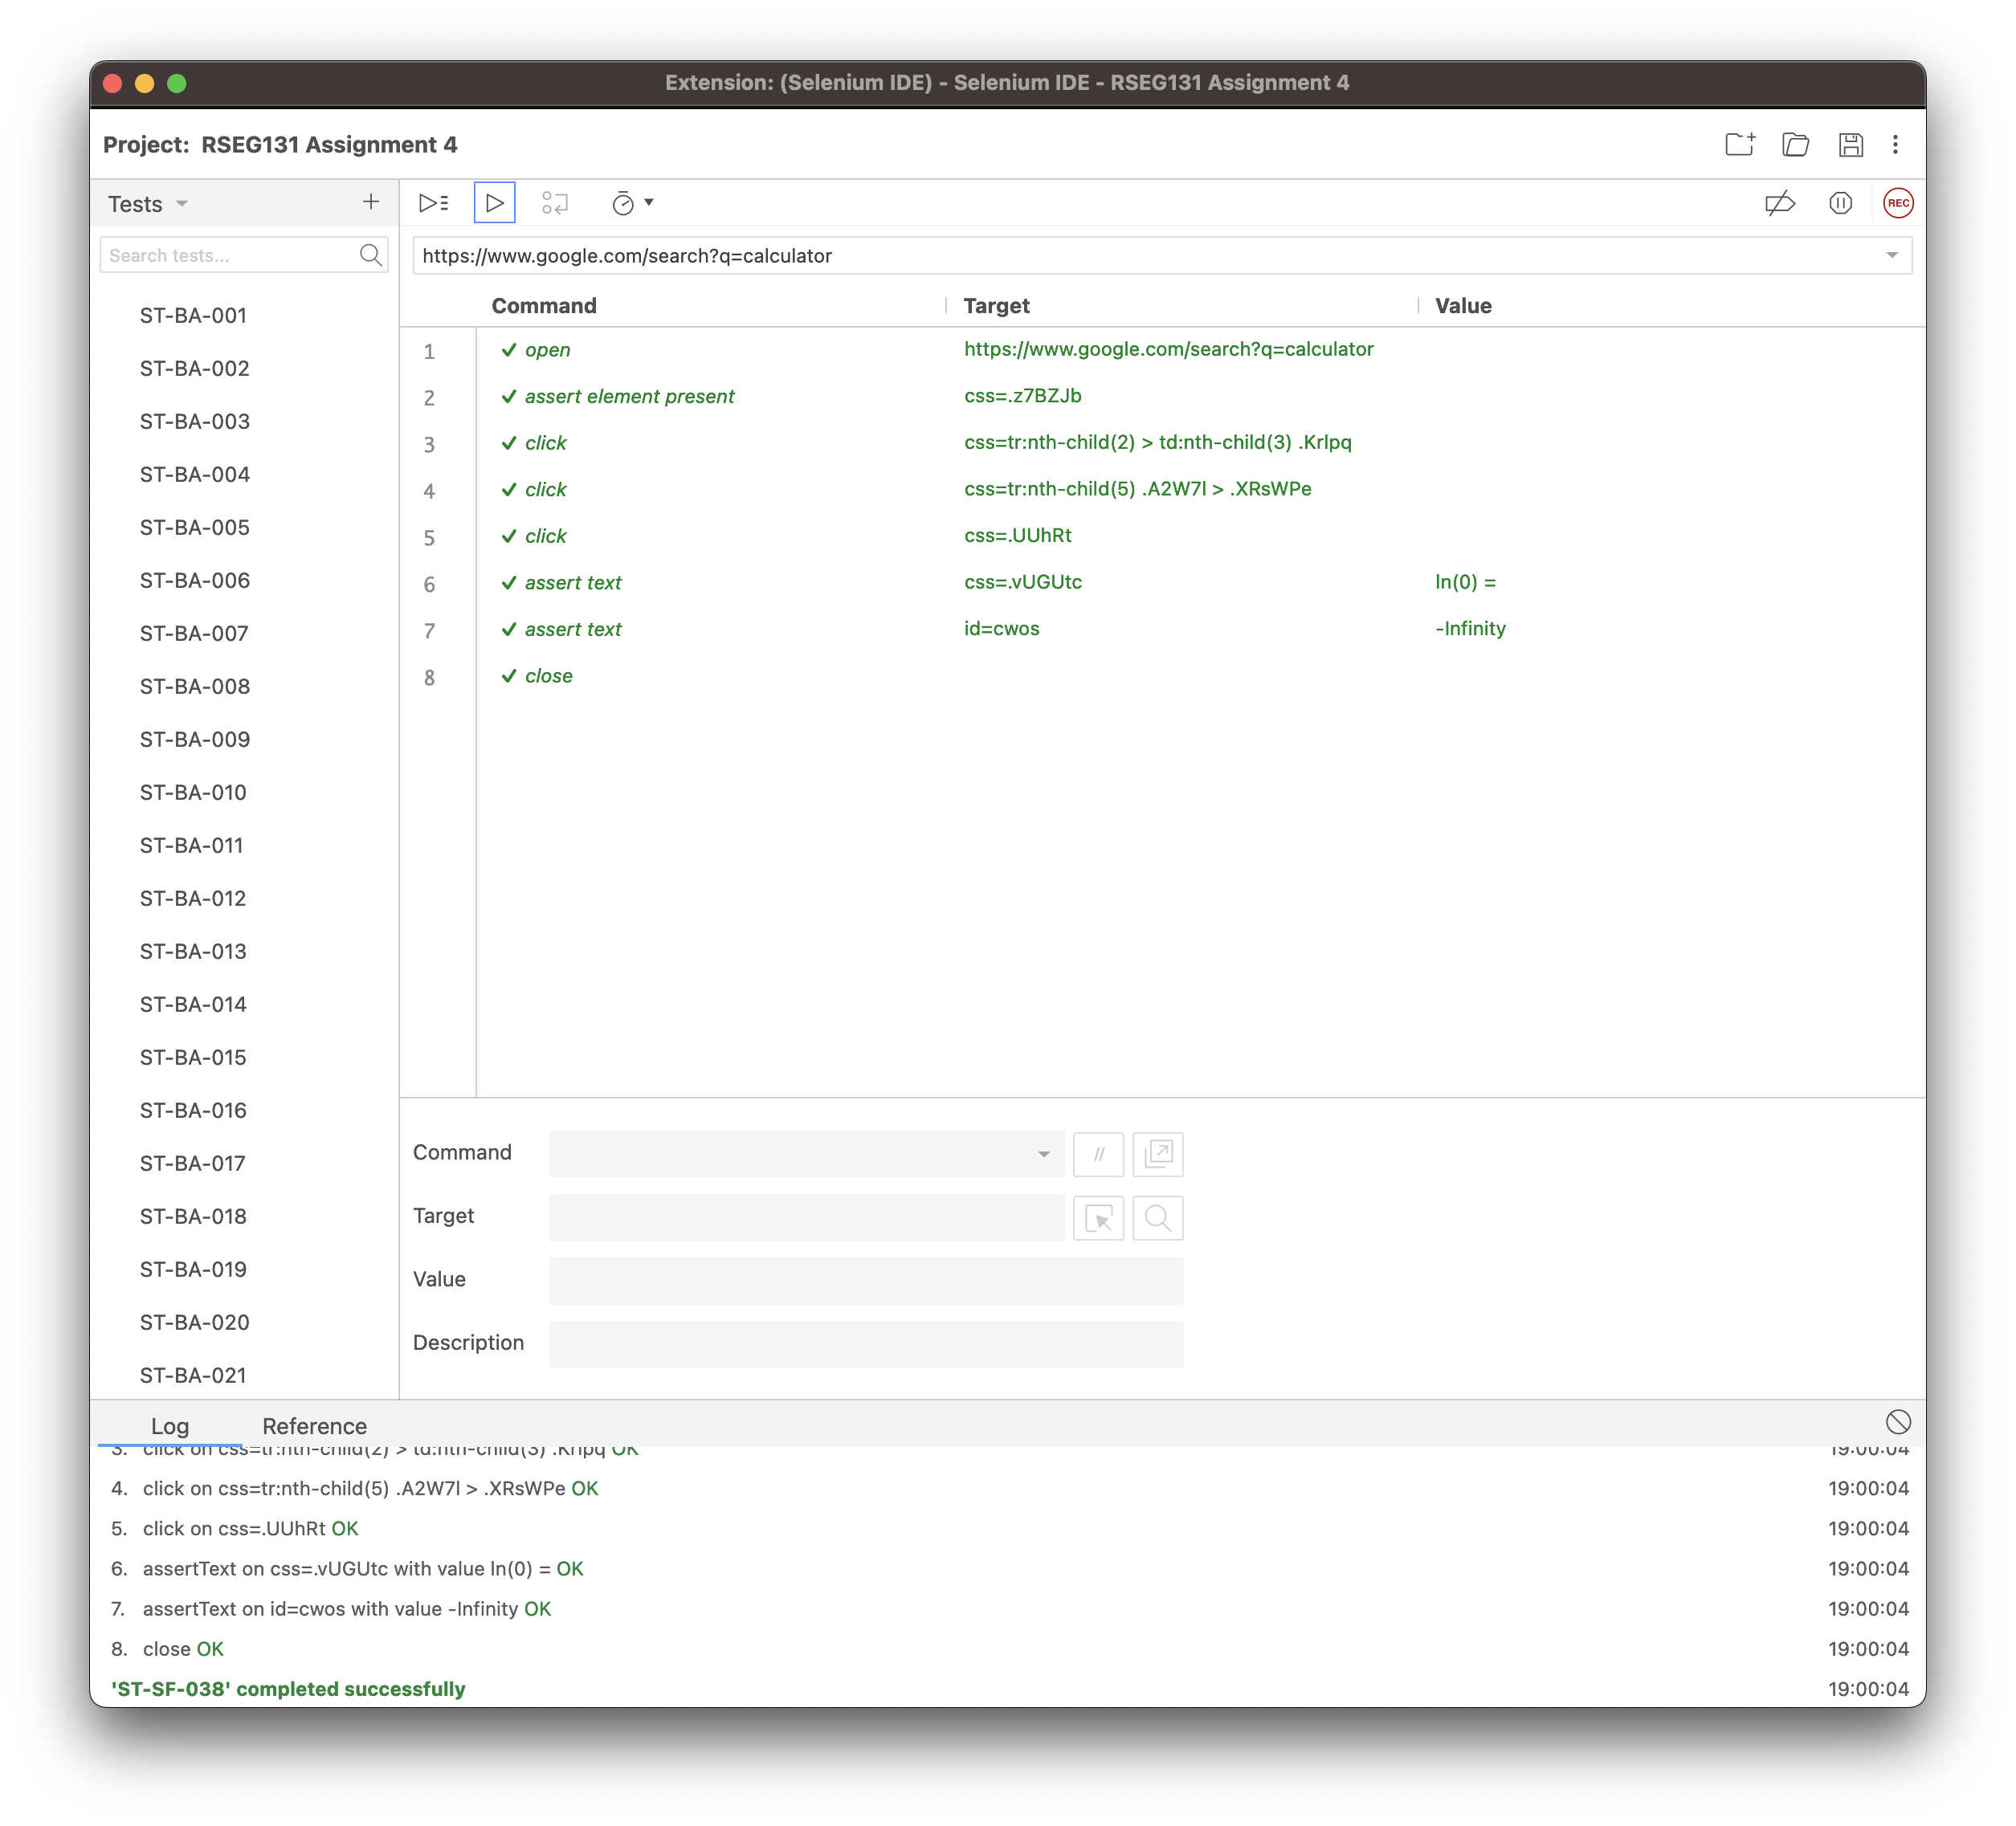 Extension: (Selenium IDE) - Selenium IDE - RSEG131 Assignment 4
Project: RSEG131 Assignment 4
Tests
REC
Search tests...
https://www.google.com/search?q=calculator
ST-BA-001
ST-BA-002
ST-BA-003
ST-BA-004
ST-BA-005
ST-BA-006
ST-BA-007
ST-BA-008
ST-BA-009
ST-BA-010
ST-BA-011
ST-BA-012
ST-BA-013
ST-BA-014
ST-BA-015
ST-BA-016
ST-BA-017
ST-BA-018
ST-BA-019
ST-BA-020
ST-BA-021
Command Target Value
1 open https://www.google.com/search?q=calculator
2 assert element present css=.z7BZJb
3 click css=tr:nth-child(2) > td:nth-child(3) .Krlpq
4 click css=tr:nth-child(5) .A2W7l > .XRsWPe
5 click css=.UUhRt
6 assert text css=.vUGUtc ln(0) =
7 assert text id=cwos -Infinity
8 close
Command //
Target
Value
Description
Log Reference
3. click on css=tr:nth-child(2) > td:nth-child(3) .Krlpq OK 19:00:04
4. click on css=tr:nth-child(5) .A2W7l > .XRsWPe OK 19:00:04
5. click on css=.UUhRt OK 19:00:04
6. assertText on css=.vUGUtc with value ln(0) = OK 19:00:04
7. assertText on id=cwos with value -Infinity OK 19:00:04
8. close OK 19:00:04
'ST-SF-038' completed successfully 19:00:04